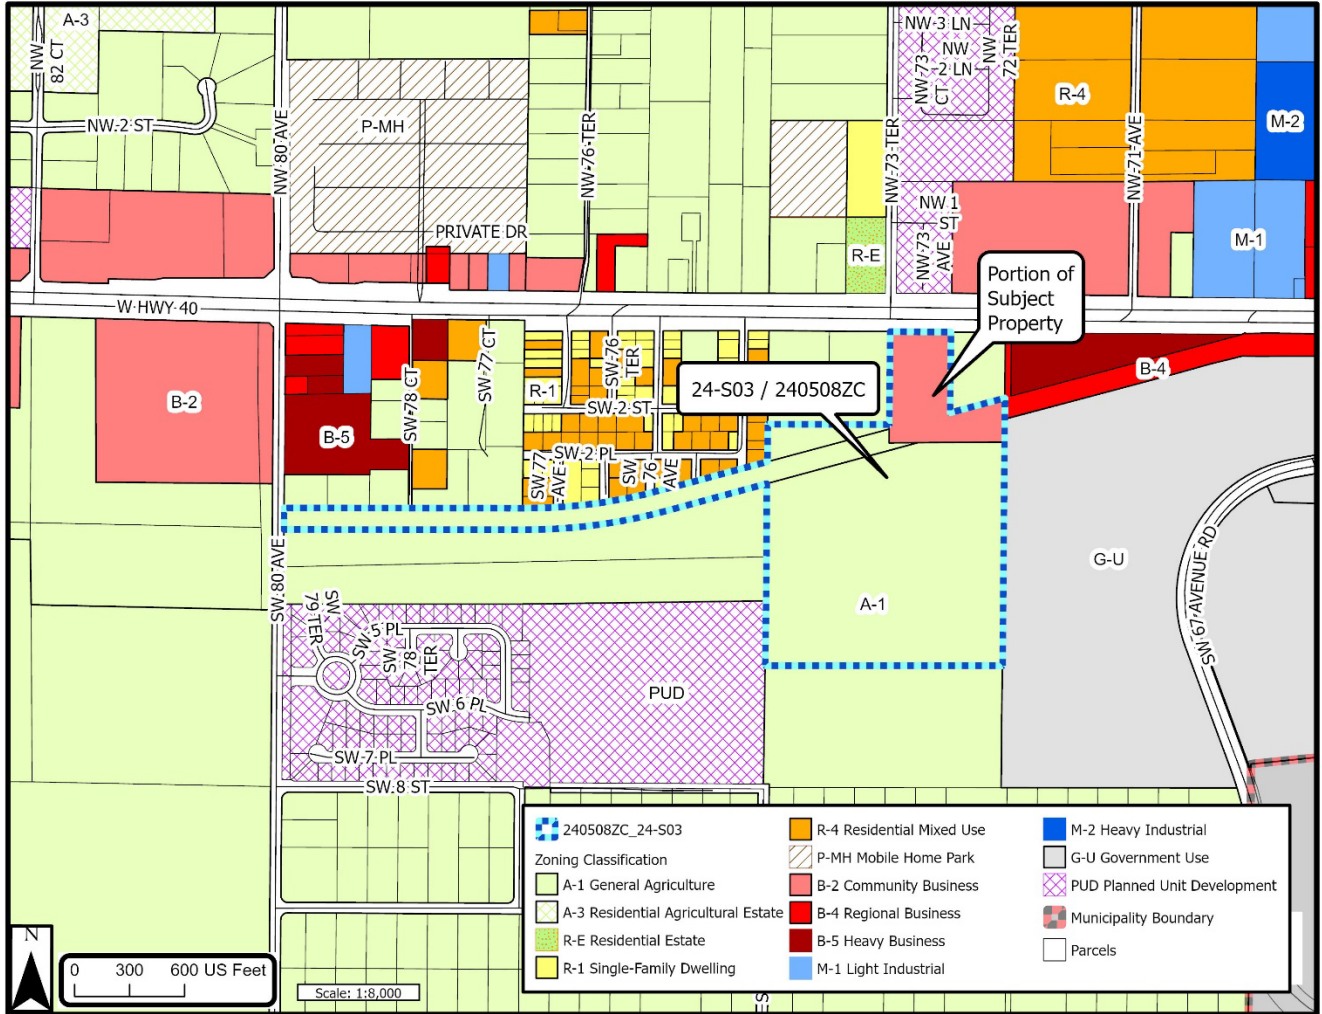 A-3
NW
82 CT
NW 2 ST
NW 80 AVE
P-MH
PRIVATE DR
NW 76 TER
NW 3 LN
NW
2 LN
NW 73
CT
NW
72 TER
NW 73 TER
R-4
NW 71 AVE
M-2
NW 1
ST
NW 73
AVE
R-E
M-1
Portion of
Subject
Property
W HWY 40
B-2
B-5
SW 78 CT
SW 77 CT
R-1
SW 76
TER
SW 2 ST
SW 2 PL
SW 77
AVE
SW
76
AVE
24-S03 / 240508ZC
B-4
G-U
SW 67 AVENUE RD
A-1
SW 80 AVE
SW
79 TER
SW 5 PL
SW
78
TER
SW 6 PL
SW 7 PL
PUD
SW 8 ST
S
240508ZC_24-S03
Zoning Classification
A-1 General Agriculture
A-3 Residential Agricultural Estate
R-E Residential Estate
R-1 Single-Family Dwelling
R-4 Residential Mixed Use
P-MH Mobile Home Park
B-2 Community Business
B-4 Regional Business
B-5 Heavy Business
M-1 Light Industrial
M-2 Heavy Industrial
G-U Government Use
PUD Planned Unit Development
Municipality Boundary
Parcels
N
0 300 600 US Feet
Scale: 1:8,000